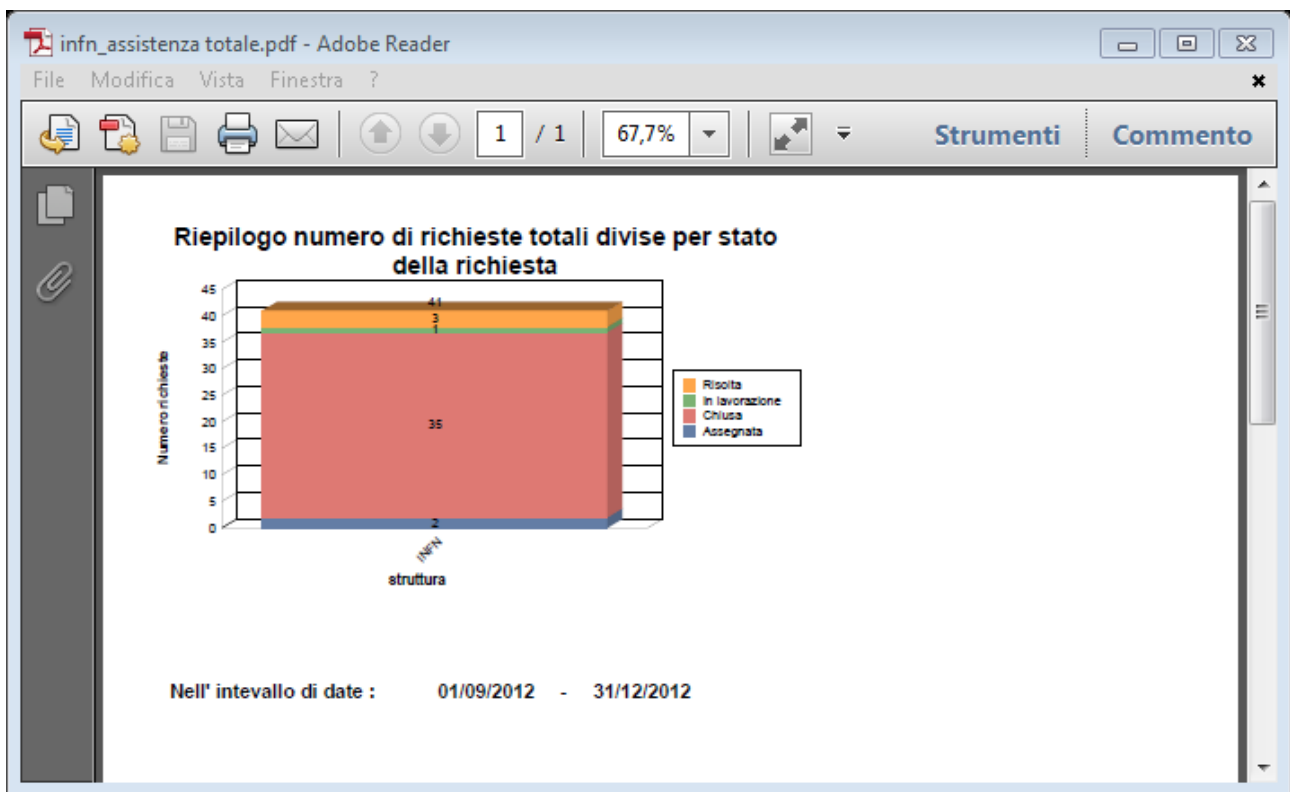 infn_assistenza totale.pdf - Adobe Reader
File Modifica Vista Finestra ?
1 / 1 67,7% Strumenti Commento
Riepilogo numero di richieste totali divise per stato
della richiesta
45
40
35
30
25
20
15
10
5
0
Numero richieste
41
3
1
35
2
INFN
struttura
Risolta
In lavorazione
Chiusa
Assegnata
Nell' intevallo di date : 01/09/2012 - 31/12/2012